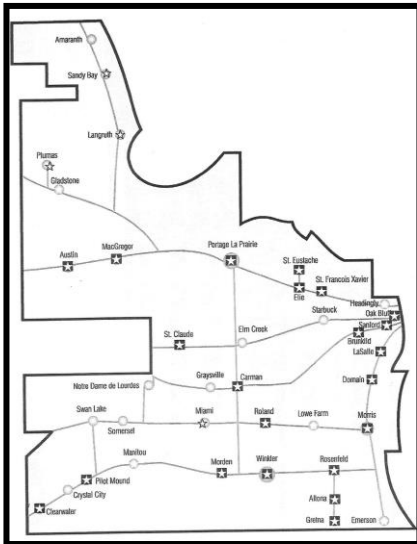 Amaranth
Sandy Bay
Langruth
Plumas
Gladstone
MacGregor
Austin
Portage La Prairie
St. Eustache
St. Francois Xavier
Elie
Headingly
Starbuck
Oak Bluff
Sanford
Brunkild
LaSalle
St. Claude
Elm Creek
Domain
Notre Dame de Lourdes
Graysville
Carman
Swan Lake
Somerset
Miami
Roland
Lowe Farm
Morris
Manitou
Pilot Mound
Crystal City
Clearwater
Morden
Winkler
Rosenfeld
Altona
Gretna
Emerson